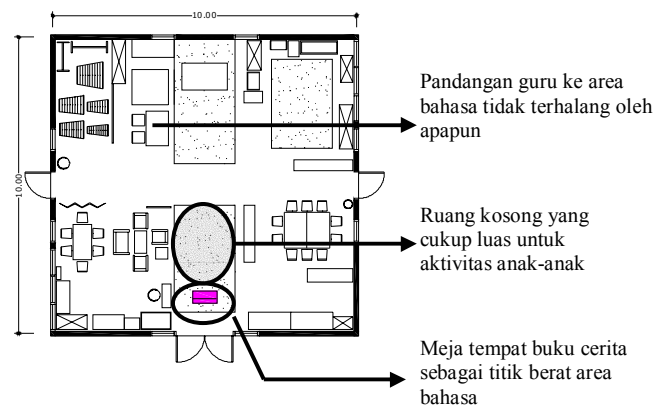 10.00
10.00
Pandangan guru ke area
bahasa tidak terhalang oleh
apapun
Ruang kosong yang
cukup luas untuk
aktivitas anak-anak
Meja tempat buku cerita
sebagai titik berat area
bahasa